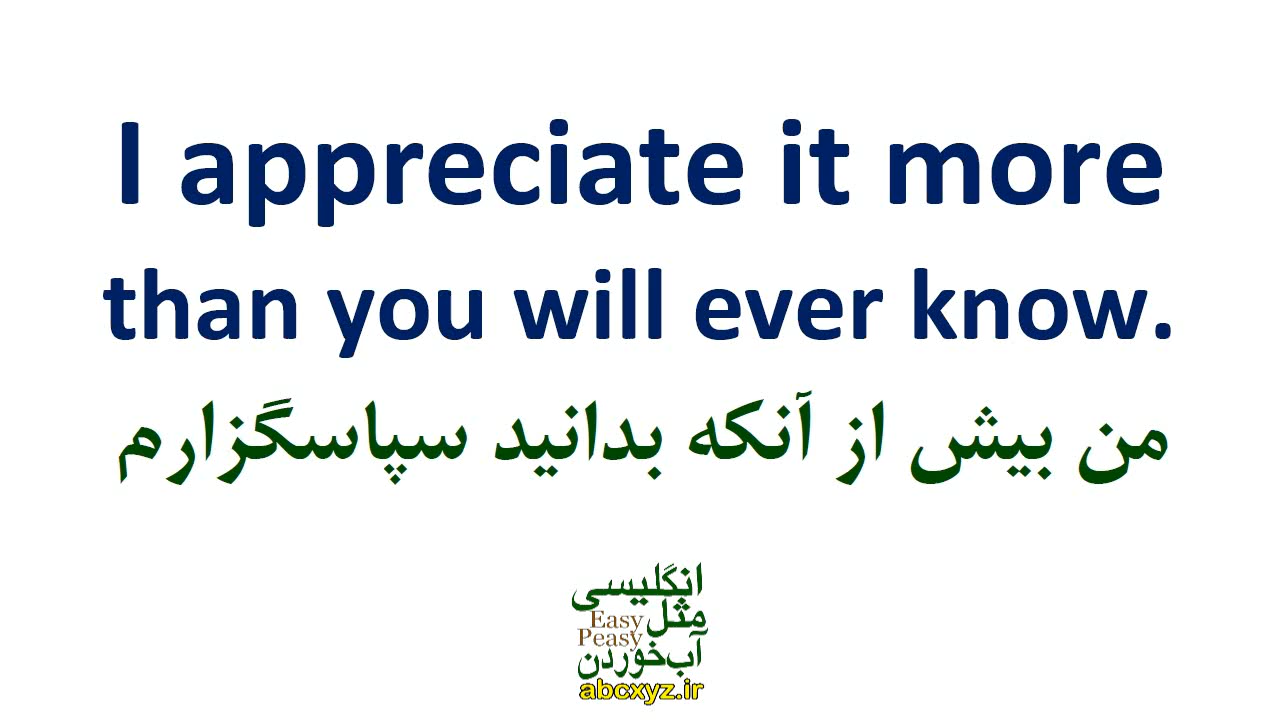 I appreciate it more
than you will ever know.
من بیش از آنکه بدانید سپاسگزارم
انگلیسی
مثل
Easy
Peasy
آب‌خوردن
abcxyz.ir